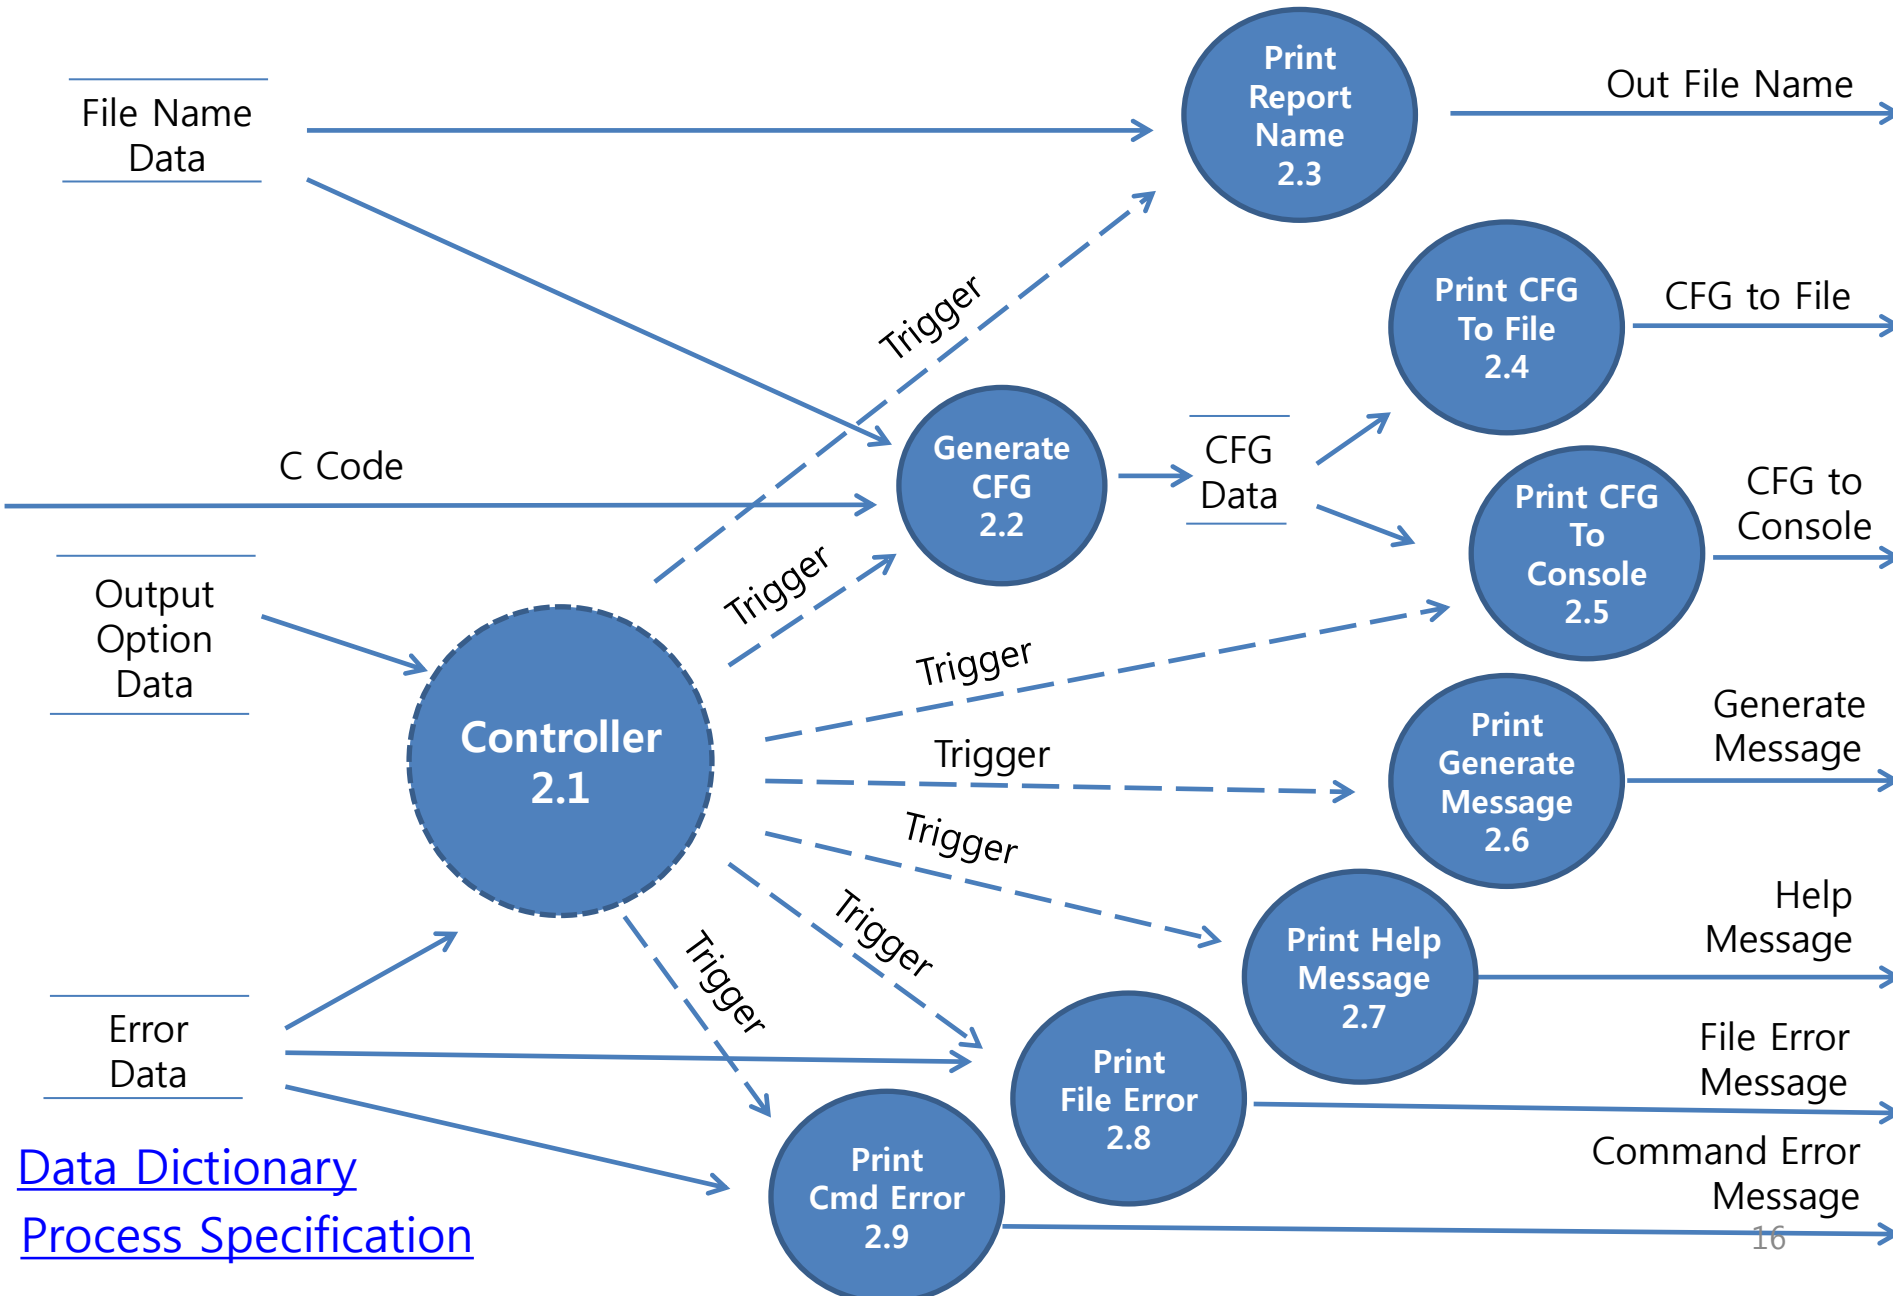 Print
Report
Name
2.3
Out File Name
File Name
Data
Trigger
Print CFG
To File
2.4
CFG to File
C Code
Generate
CFG
2.2
CFG
Data
Print CFG
To
Console
2.5
CFG to
Console
Output
Option
Data
Trigger
Trigger
Controller
2.1
Trigger
Print
Generate
Message
2.6
Generate
Message
Trigger
Print Help
Message
2.7
Help
Message
Trigger
Trigger
Error
Data
Print
File Error
2.8
File Error
Message
Print
Cmd Error
2.9
Command Error
Message
Data Dictionary
Process Specification
16